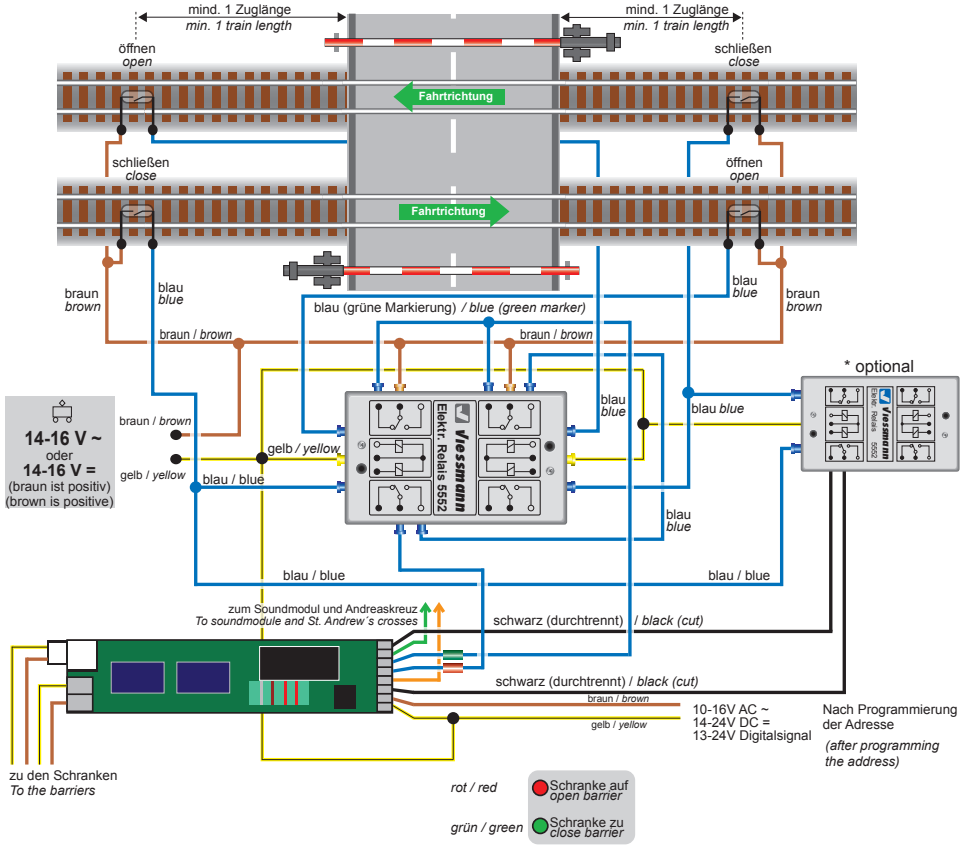 mind. 1 Zuglänge
min. 1 train length
mind. 1 Zuglänge
min. 1 train length
öffnen
open
schließen
close
Fahrtrichtung
schließen
close
öffnen
open
Fahrtrichtung
braun
brown
blau
blue
blau
blue
braun
brown
blau (grüne Markierung) / blue (green marker)
braun / brown
* optional
14-16 V ~
oder
14-16 V =
(braun ist positiv)
(brown is positive)
braun / brown
gelb / yellow
gelb / yellow
blau / blue
Elektr. Relais 5552
viessmann
blau
blue
blau blue
Elektr. Relais 5552
viessmann
blau
blue
blau / blue
blau / blue
zum Soundmodul und Andreaskreuz
To soundmodule and St. Andrew´s crosses
schwarz (durchtrennt) / black (cut)
schwarz (durchtrennt) / black (cut)
braun / brown
gelb / yellow
10-16V AC ~
14-24V DC =
13-24V Digitalsignal
Nach Programmierung
der Adresse
(after programming
the address)
zu den Schranken
To the barriers
rot / red
Schranke auf
open barrier
grün / green
Schranke zu
close barrier